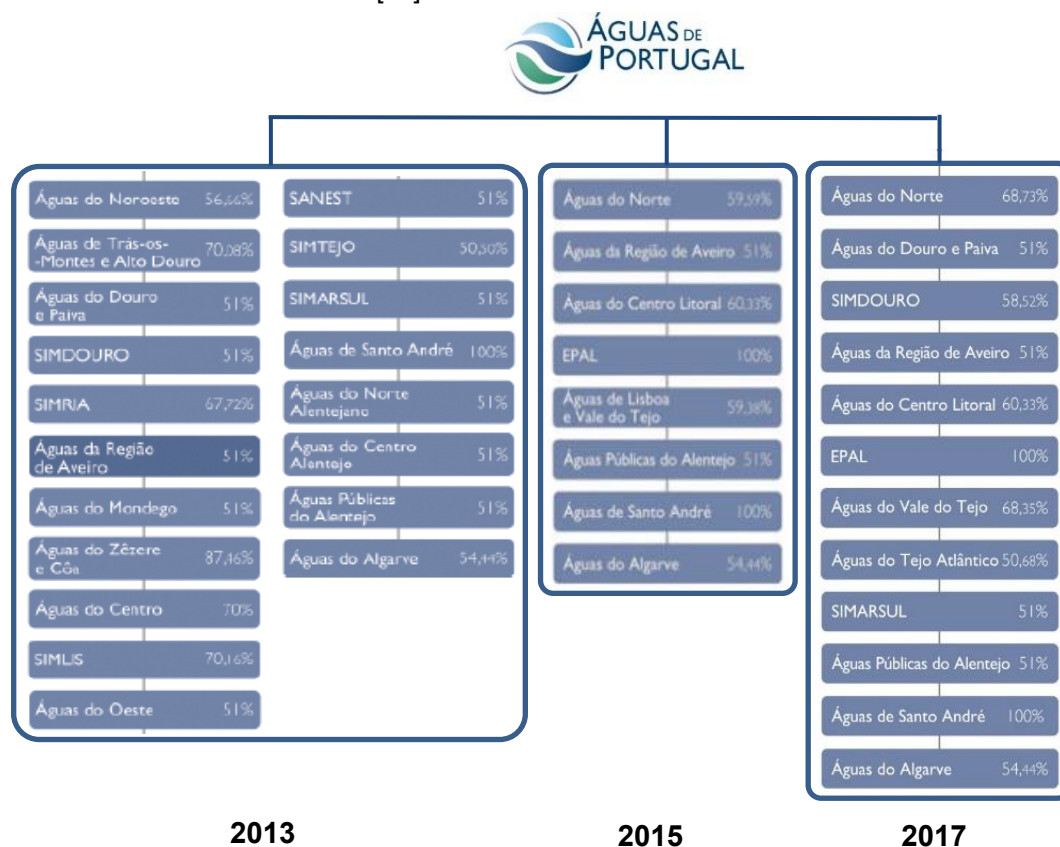 ÁGUAS DE
PORTUGAL
Águas do Noroeste 56,66%
Águas de Trás-os-
-Montes e Alto Douro 70,08%
Águas do Douro
e Paiva 51%
SIMDOURO 51%
SIMRIA 67,72%
Águas da Região
de Aveiro 51%
Águas do Mondego 51%
Águas do Zêzere
e Côa 87,46%
Águas do Centro 70%
SIMLIS 70,16%
Águas do Oeste 51%
SANEST 51%
SIMTEJO 50,50%
SIMARSUL 51%
Águas de Santo André 100%
Águas do Norte
Alentejano 51%
Águas do Centro
Alentejo 51%
Águas Públicas
do Alentejo 51%
Águas do Algarve 54,44%
2013
Águas do Norte 59,59%
Águas da Região de Aveiro 51%
Águas do Centro Litoral 60,33%
EPAL 100%
Águas de Lisboa
e Vale do Tejo 59,38%
Águas Públicas do Alentejo 51%
Águas de Santo André 100%
Águas do Algarve 54,44%
2015
Águas do Norte 68,73%
Águas do Douro e Paiva 51%
SIMDOURO 58,52%
Águas da Região de Aveiro 51%
Águas do Centro Litoral 60,33%
EPAL 100%
Águas do Vale do Tejo 68,35%
Águas do Tejo Atlântico 50,68%
SIMARSUL 51%
Águas Públicas do Alentejo 51%
Águas de Santo André 100%
Águas do Algarve 54,44%
2017